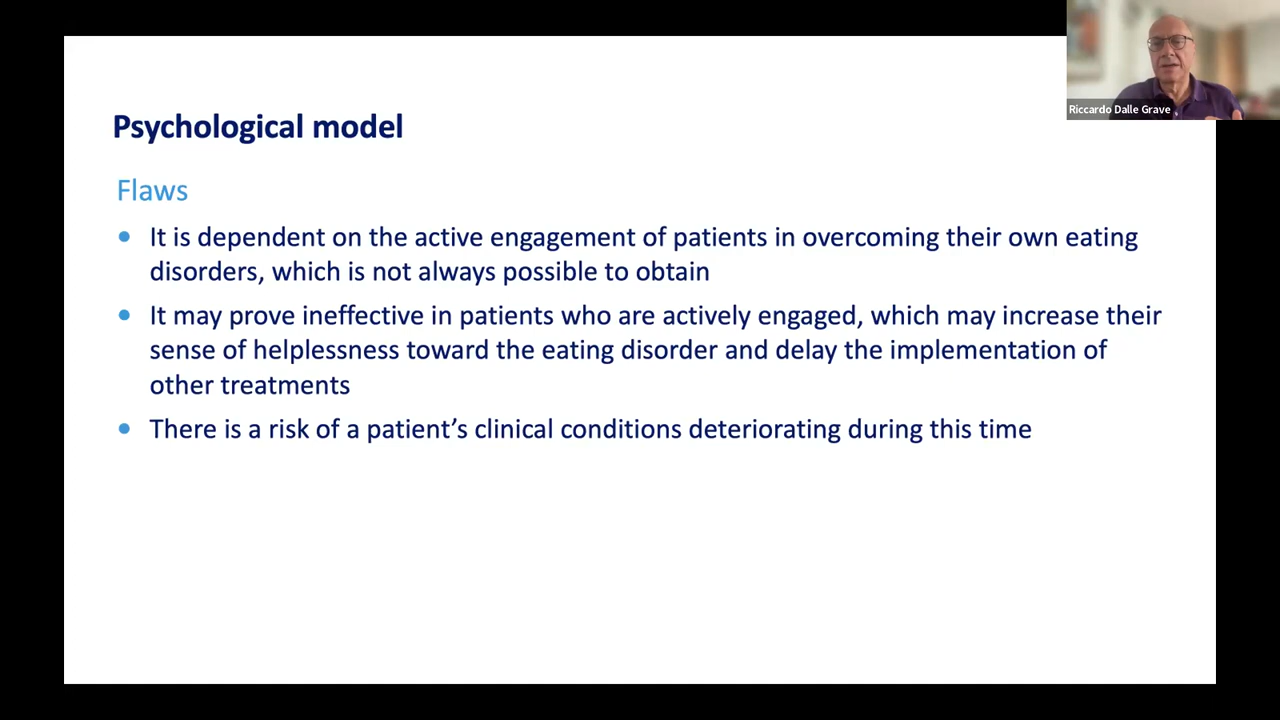 Riccardo Dalle Grave
Psychological model
Flaws
• It is dependent on the active engagement of patients in overcoming their own eating
disorders, which is not always possible to obtain
• It may prove ineffective in patients who are actively engaged, which may increase their
sense of helplessness toward the eating disorder and delay the implementation of
other treatments
• There is a risk of a patient’s clinical conditions deteriorating during this time